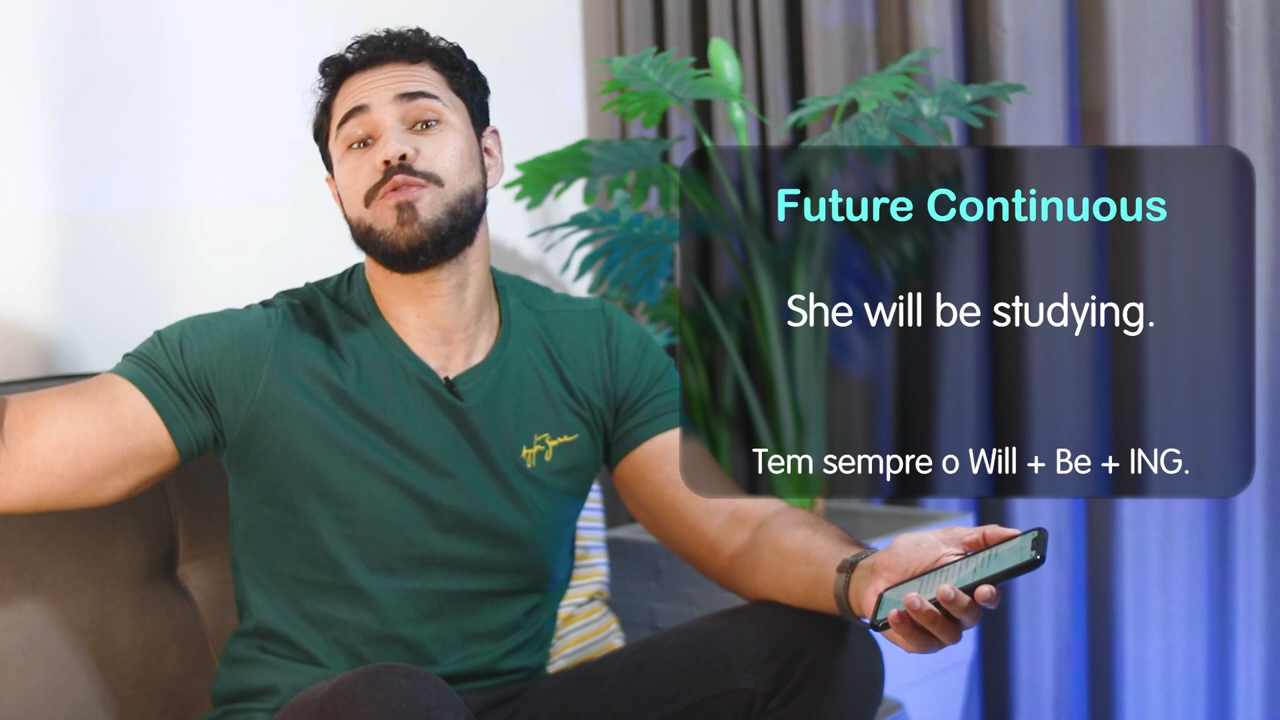 Future Continuous
She will be studying.
Tem sempre o Will + Be + ING.